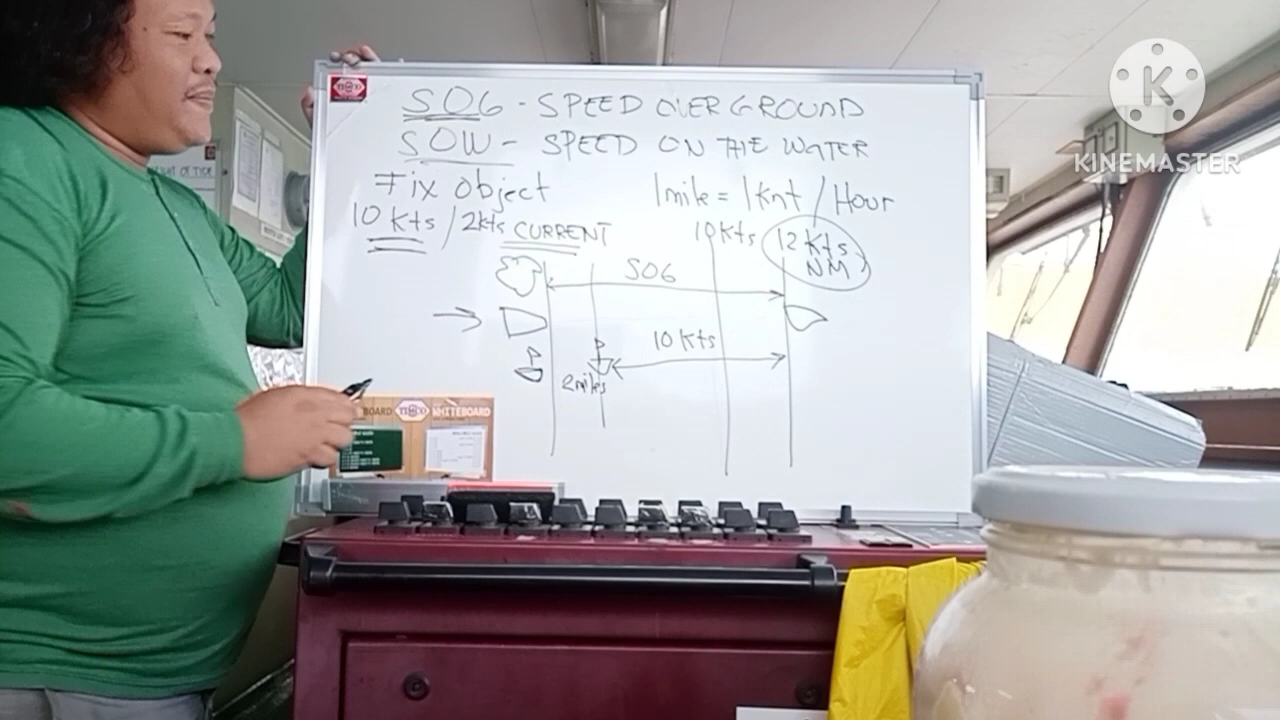 SOG - SPEED OVER GROUND
SOW - SPEED ON THE WATER
Fix Object
1mile = 1Knt / Hour
10 Kts / 2kts CURRENT
10Kts
12 Kts
NM
SOG
10 Kts
2miles
KINEMASTER
WHITEBOARD